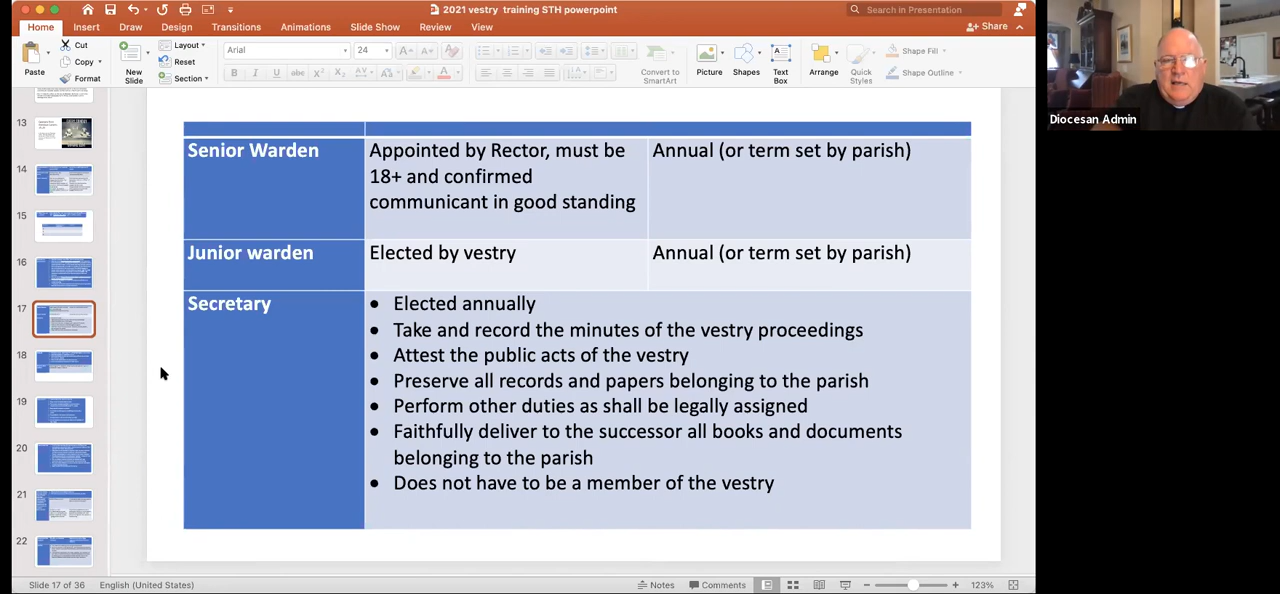 2021 vestry training STH powerpoint
Search in Presentation
Home Insert Draw Design Transitions Animations Slide Show Review View
Share
Paste
Cut
Copy
Format
New Slide
Layout
Reset
Section
Arial
24
Convert to SmartArt
Picture
Shapes
Text Box
Arrange
Quick Styles
Shape Fill
Shape Outline
13
14
15
16
17
18
19
20
21
22
Senior Warden
Appointed by Rector, must be
18+ and confirmed
communicant in good standing
Annual (or term set by parish)
Junior warden
Elected by vestry
Annual (or term set by parish)
Secretary
• Elected annually
• Take and record the minutes of the vestry proceedings
• Attest the public acts of the vestry
• Preserve all records and papers belonging to the parish
• Perform other duties as shall be legally assigned
• Faithfully deliver to the successor all books and documents
belonging to the parish
• Does not have to be a member of the vestry
Diocesan Admin
Slide 17 of 36 English (United States)
Notes Comments 123%